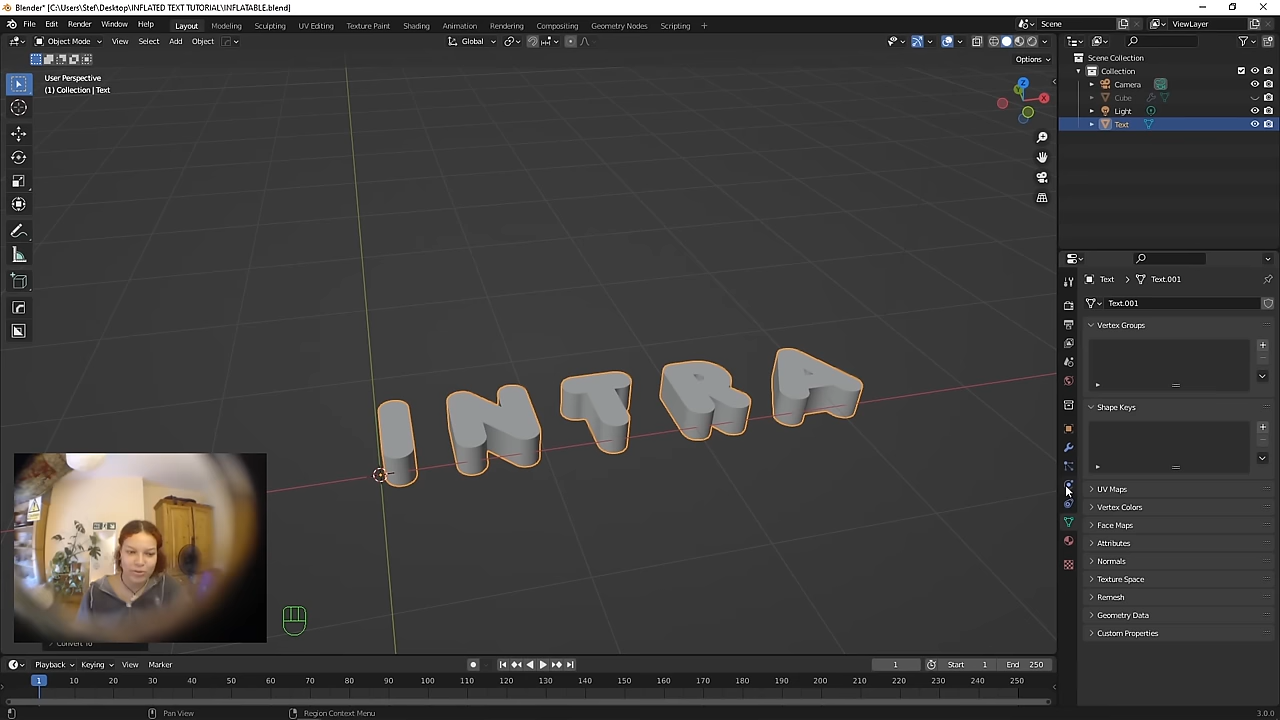 Blender* [C:\Users\Stef\Desktop\INFLATED TEXT TUTORIAL\INFLATABLE.blend]
File Edit Render Window Help Layout Modeling Sculpting UV Editing Texture Paint Shading Animation Rendering Compositing Geometry Nodes Scripting + Scene ViewLayer
Object Mode View Select Add Object Global
Options
User Perspective
(1) Collection | Text
Scene Collection
Collection
Camera
Cube
Light
Text
Z
X
Y
INTRA
Text > Text.001
Text.001
Vertex Groups
Shape Keys
UV Maps
Vertex Colors
Face Maps
Attributes
Normals
Texture Space
Remesh
Geometry Data
Custom Properties
Convert To
Playback Keying View Marker 1 Start 1 End 250
1 10 20 30 40 50 60 70 80 90 100 110 120 130 140 150 160 170 180 190 200 210 220 230 240 250
Pan View Region Context Menu 3.0.0